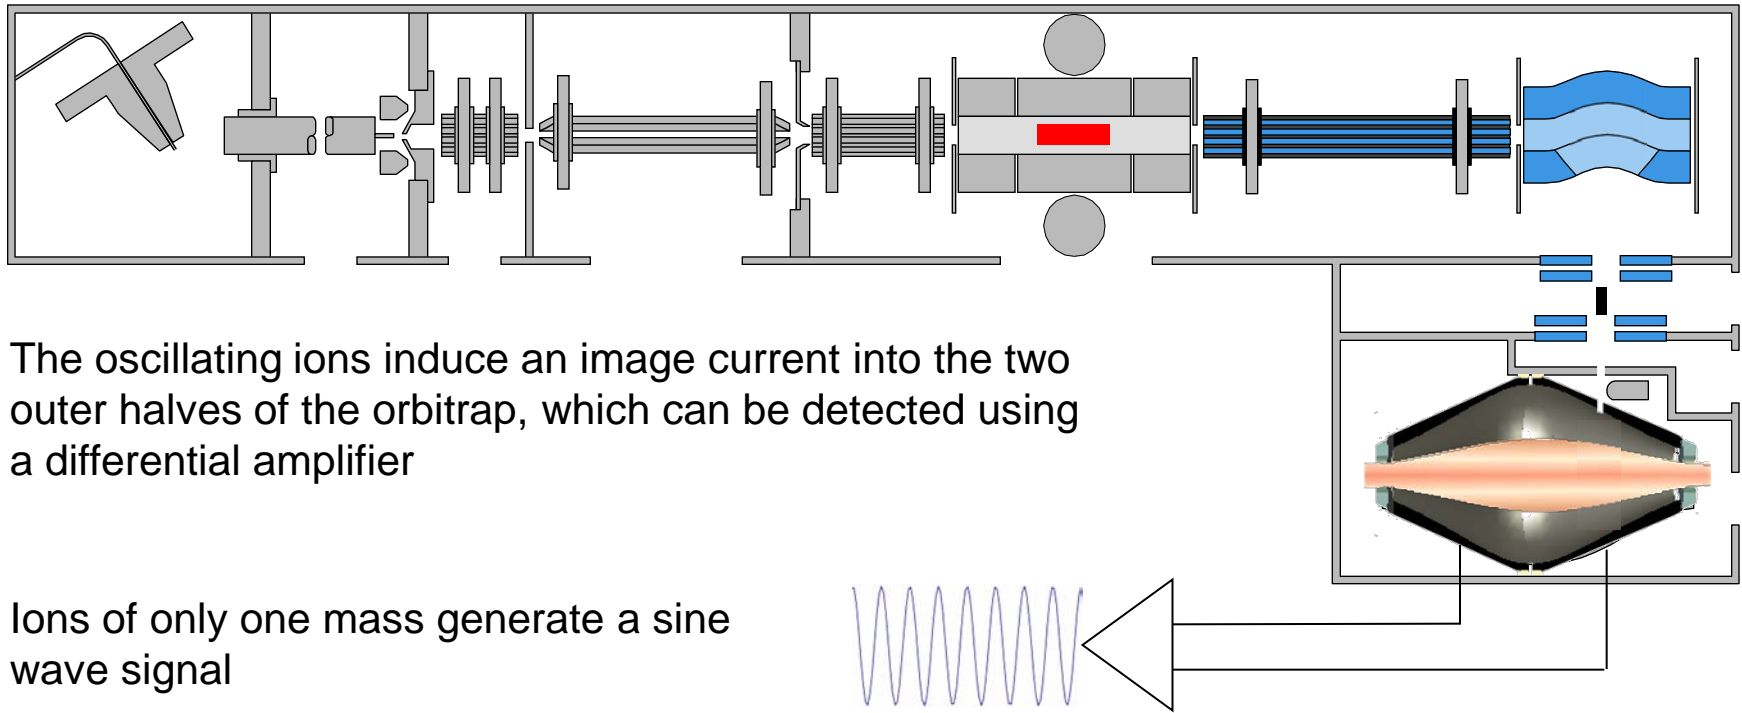 The oscillating ions induce an image current into the two
outer halves of the orbitrap, which can be detected using
a differential amplifier
Ions of only one mass generate a sine
wave signal